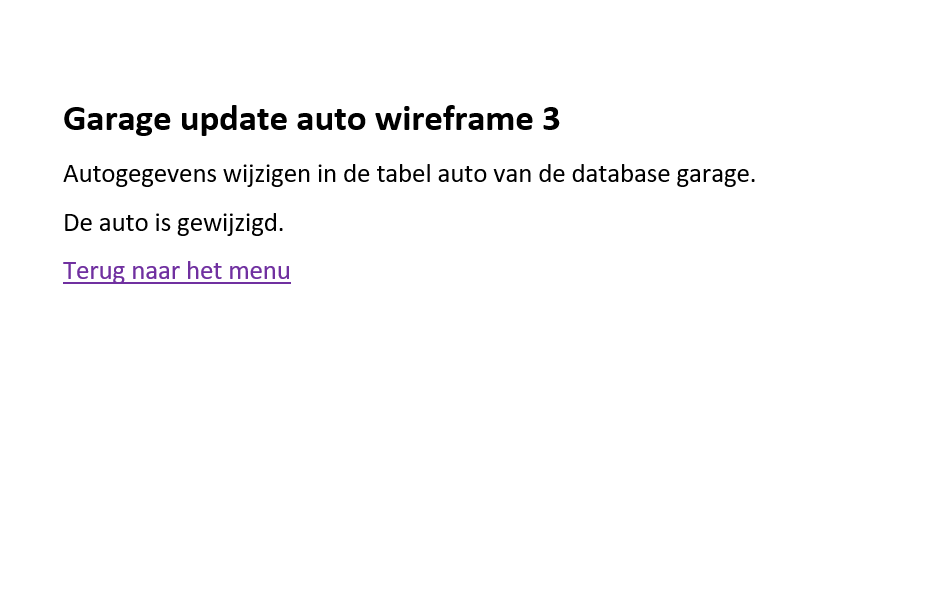 Garage update auto wireframe 3
Autogegevens wijzigen in de tabel auto van de database garage.
De auto is gewijzigd.
Terug naar het menu